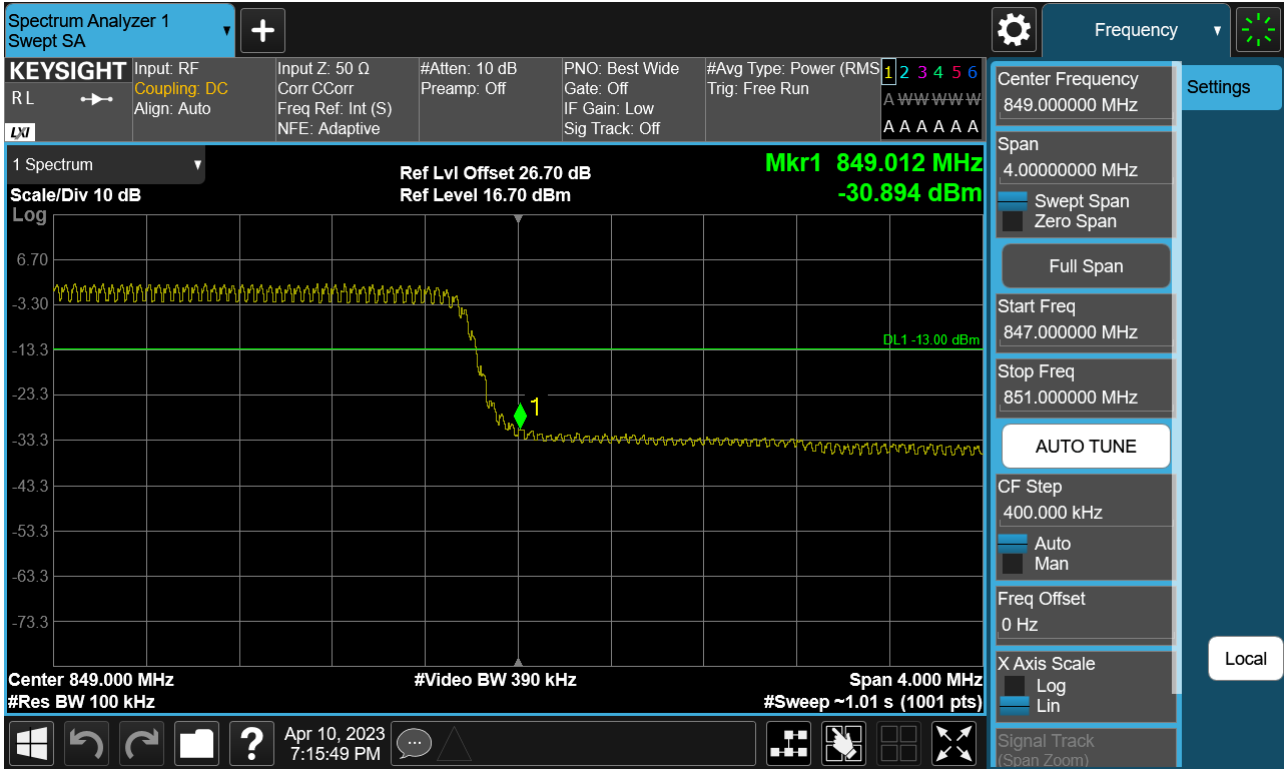 Spectrum Analyzer 1
Swept SA
Frequency
KEYSIGHT
R L
LXI
Input: RF
Coupling: DC
Align: Auto
Input Z: 50 Ω
Corr CCorr
Freq Ref: Int (S)
NFE: Adaptive
#Atten: 10 dB
Preamp: Off
PNO: Best Wide
Gate: Off
IF Gain: Low
Sig Track: Off
#Avg Type: Power (RMS
Trig: Free Run
1 2 3 4 5 6
A W W W W W
A A A A A A
1 Spectrum
Scale/Div 10 dB
Log
Ref Lvl Offset 26.70 dB
Ref Level 16.70 dBm
Mkr1 849.012 MHz
-30.894 dBm
6.70
-3.30
-13.3
-23.3
-33.3
-43.3
-53.3
-63.3
-73.3
DL1 -13.00 dBm
1
Center 849.000 MHz
#Res BW 100 kHz
#Video BW 390 kHz
Span 4.000 MHz
#Sweep ~1.01 s (1001 pts)
Center Frequency
849.000000 MHz
Span
4.00000000 MHz
Swept Span
Zero Span
Full Span
Start Freq
847.000000 MHz
Stop Freq
851.000000 MHz
AUTO TUNE
CF Step
400.000 kHz
Auto
Man
Freq Offset
0 Hz
X Axis Scale
Log
Lin
Signal Track
(Span Zoom)
Settings
Local
?
Apr 10, 2023
7:15:49 PM